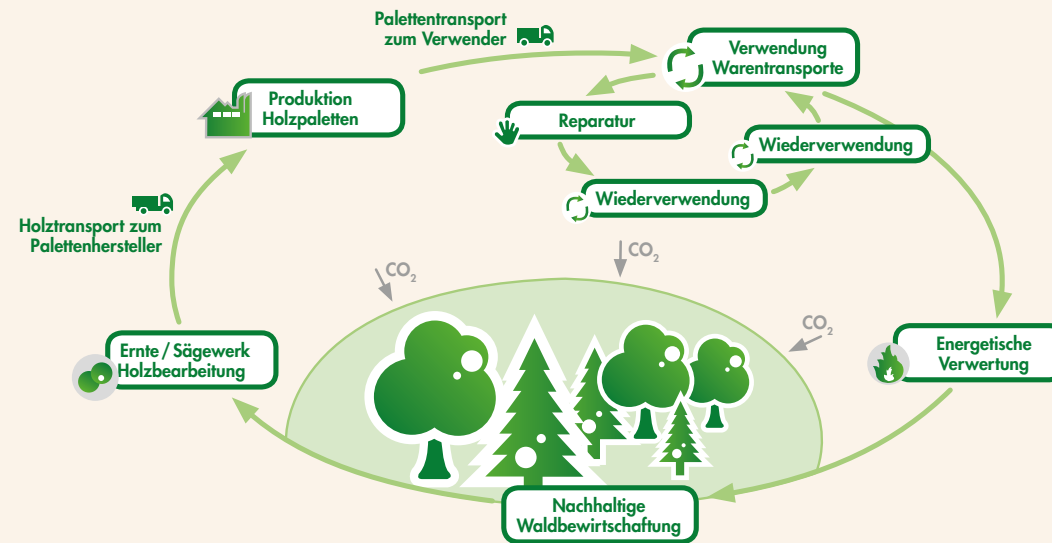 Palettentransport
zum Verwender
Verwendung
Warentransporte
Produktion
Holzpaletten
Reparatur
Wiederverwendung
Wiederverwendung
Holztransport zum
Palettenhersteller
CO₂
CO₂
CO₂
Ernte / Sägewerk
Holzbearbeitung
Energetische
Verwertung
Nachhaltige
Waldbewirtschaftung